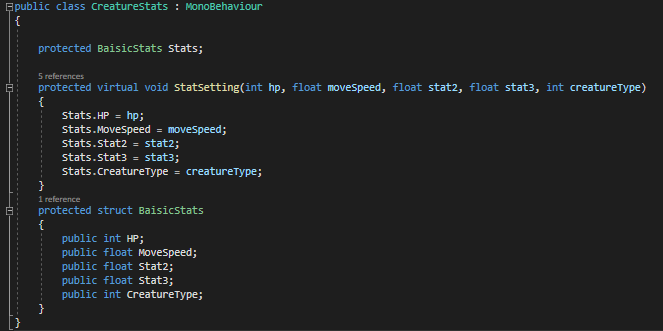 public class CreatureStats : MonoBehaviour
{
protected BaisicStats Stats;
5 references
protected virtual void StatSetting(int hp, float moveSpeed, float stat2, float stat3, int creatureType)
{
Stats.HP = hp;
Stats.MoveSpeed = moveSpeed;
Stats.Stat2 = stat2;
Stats.Stat3 = stat3;
Stats.CreatureType = creatureType;
}
1 reference
protected struct BaisicStats
{
public int HP;
public float MoveSpeed;
public float Stat2;
public float Stat3;
public int CreatureType;
}
}